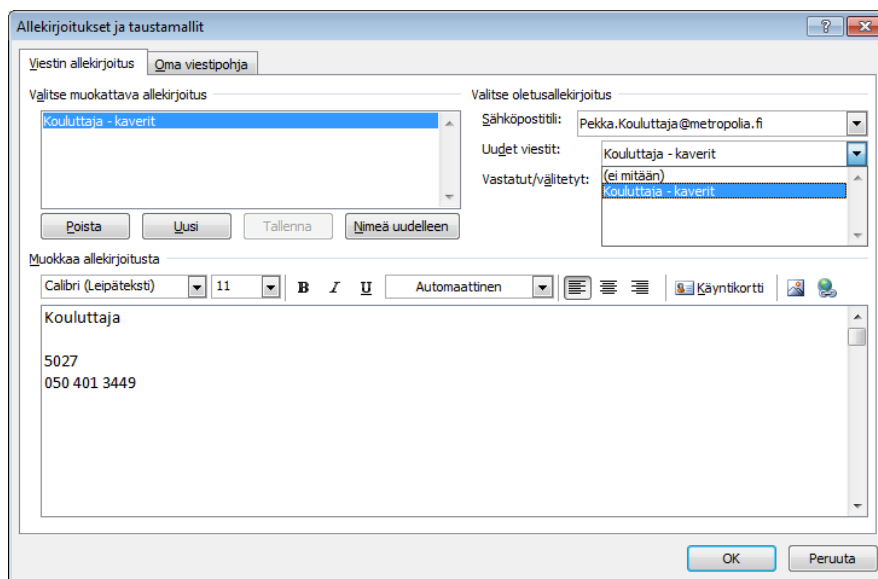 Allekirjoitukset ja taustamallit
Viestin allekirjoitus
Oma viestipohja
Valitse muokattava allekirjoitus
Kouluttaja - kaverit
Poista
Uusi
Tallenna
Nimeä uudelleen
Valitse oletusallekirjoitus
Sähköpostitili:
Pekka.Kouluttaja@metropolia.fi
Uudet viestit:
Kouluttaja - kaverit
Vastatut/välitetyt:
(ei mitään)
Kouluttaja - kaverit
Muokkaa allekirjoitusta
Calibri (Leipäteksti)
11
B
I
U
Automaattinen
Käyntikortti
Kouluttaja
5027
050 401 3449
OK
Peruuta